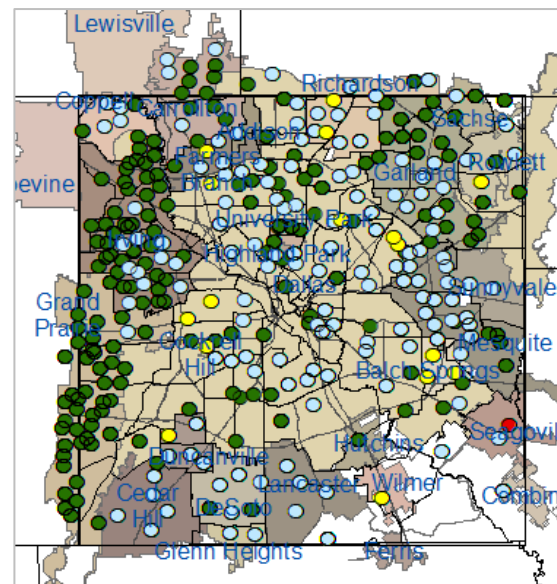 Lewisville
Richardson
Coppell
Carrollton
Sachse
Addison
Farmers
Branch
Rowlett
Garland
evine
University Park
Irving
Highland Park
Dallas
Sunnyvale
Grand
Prairie
Cockrell
Hill
Mesquite
Balch Springs
Seagovil
Hutchins
Duncanville
Lancaster
Wilmer
Cedar
Hill
DeSoto
Combin
Glenn Heights
Ferris